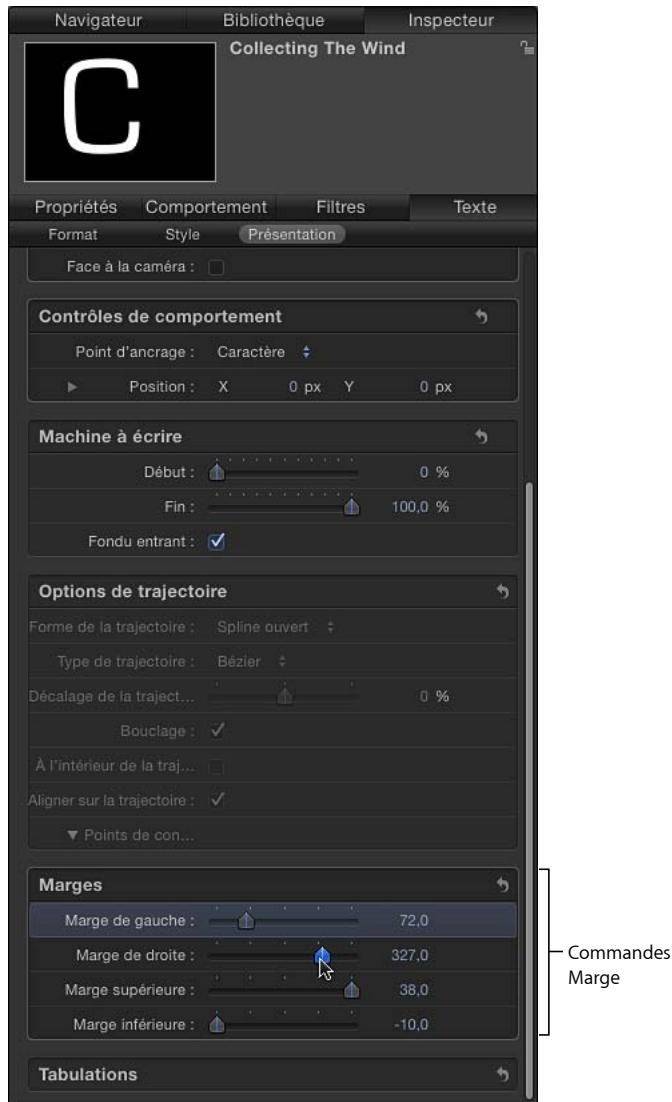 Navigateur Bibliothèque Inspecteur
C
Collecting The Wind
Propriétés Comportement Filtres Texte
Format Style Présentation
Face à la caméra :
Contrôles de comportement
Point d'ancrage : Caractère
Position : X 0 px Y 0 px
Machine à écrire
Début : 0 %
Fin : 100,0 %
Fondu entrant :
Options de trajectoire
Forme de la trajectoire : Spline ouvert
Type de trajectoire : Bézier
Décalage de la traject... 0 %
Bouclage :
À l'intérieur de la traj...
Aligner sur la trajectoire :
Points de con...
Marges
Marge de gauche : 72,0
Marge de droite : 327,0
Marge supérieure : 38,0
Marge inférieure : -10,0
Commandes
Marge
Tabulations